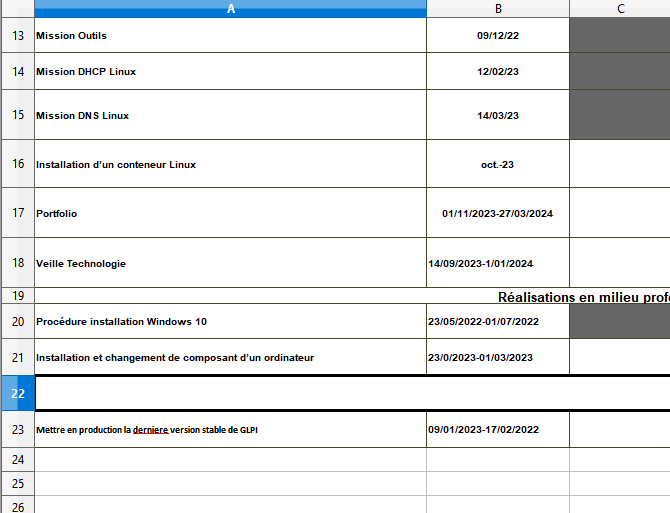 A B C
13 Mission Outils 09/12/22
14 Mission DHCP Linux 12/02/23
15 Mission DNS Linux 14/03/23
16 Installation d'un conteneur Linux oct.-23
17 Portfolio 01/11/2023-27/03/2024
18 Veille Technologie 14/09/2023-1/01/2024
19 Réalisations en milieu prof
20 Procédure installation Windows 10 23/05/2022-01/07/2022
21 Installation et changement de composant d'un ordinateur 23/0/2023-01/03/2023
22
23 Mettre en production la derniere version stable de GLPI 09/01/2023-17/02/2022
24
25
26